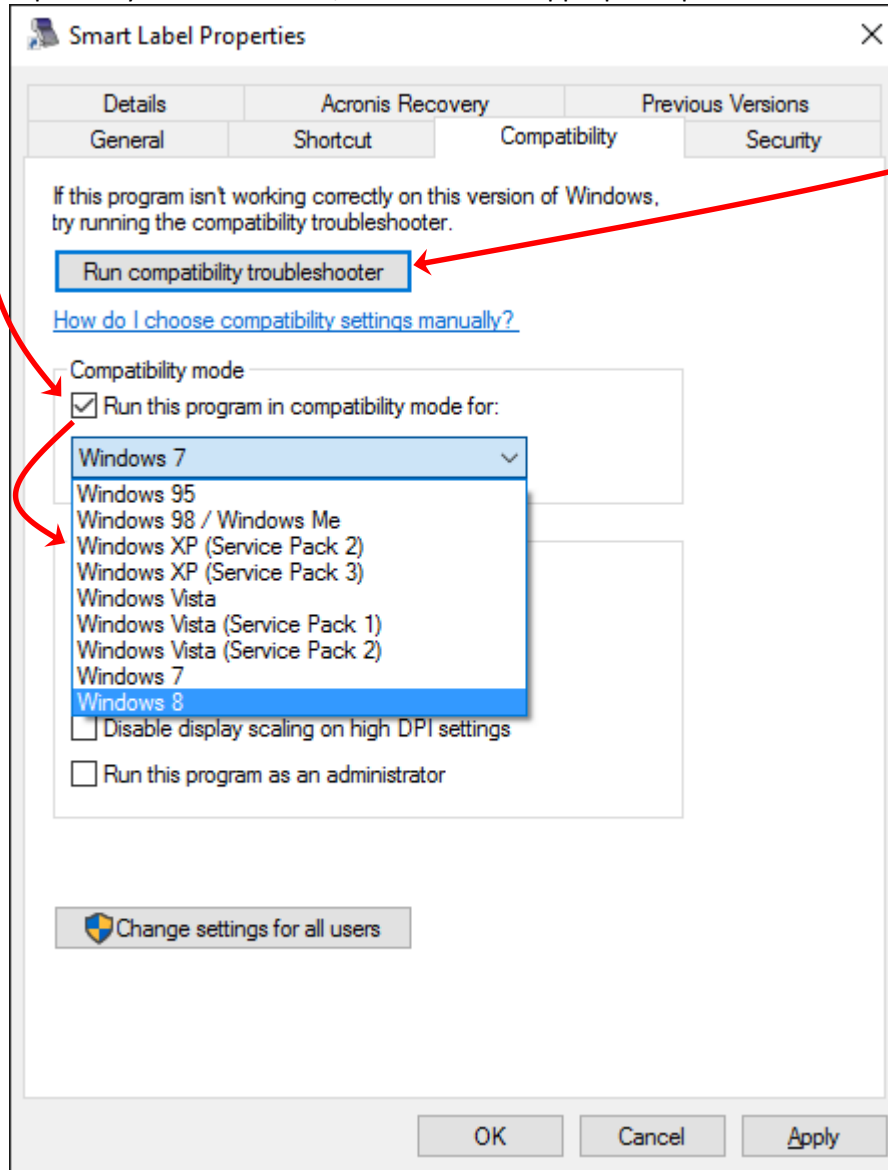 Smart Label Properties
Details Acronis Recovery Previous Versions
General Shortcut Compatibility Security
If this program isn't working correctly on this version of Windows,
try running the compatibility troubleshooter.
Run compatibility troubleshooter
How do I choose compatibility settings manually?
Compatibility mode
Run this program in compatibility mode for:
Windows 7
Windows 95
Windows 98 / Windows Me
Windows XP (Service Pack 2)
Windows XP (Service Pack 3)
Windows Vista
Windows Vista (Service Pack 1)
Windows Vista (Service Pack 2)
Windows 7
Windows 8
Disable display scaling on high DPI settings
Run this program as an administrator
Change settings for all users
OK Cancel Apply